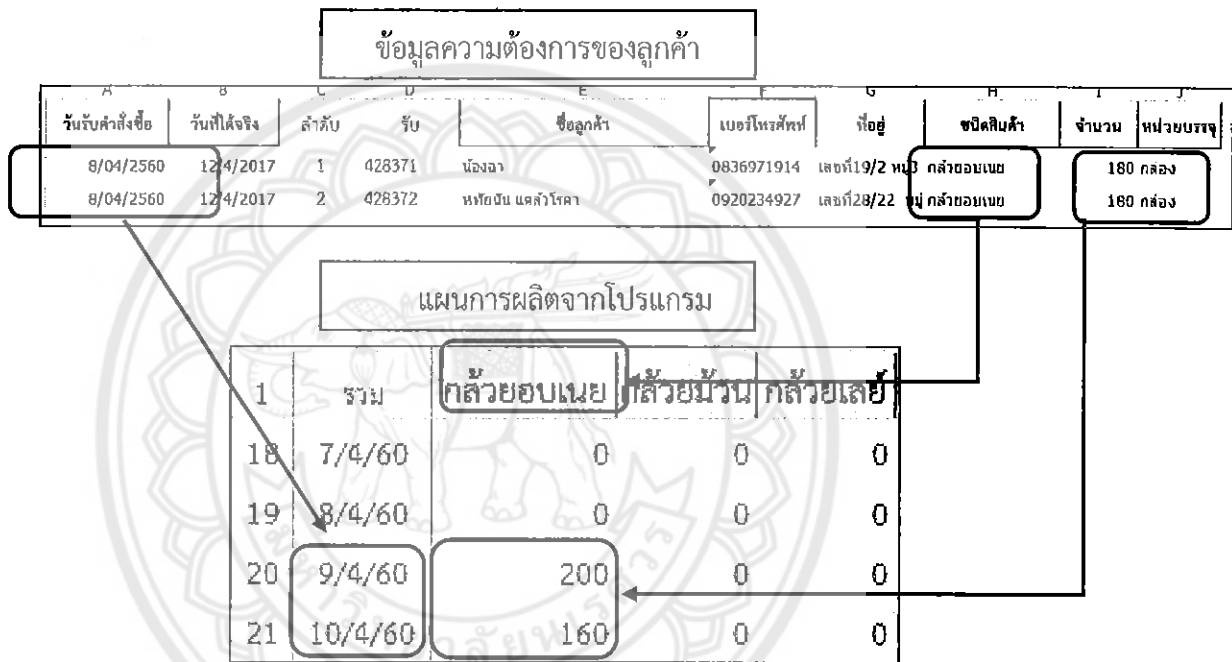 ข้อมูลความต้องการของลูกค้า
A B C D E F G H I J
วันรับคำสั่งซื้อ วันที่ได้จริง ลำดับ รับ ชื่อลูกค้า เบอร์โทรศัพท์ ที่อยู่ ชนิดสินค้า จำนวน หน่วยบรรจุ
8/04/2560 12/4/2017 1 428371 น้องฉา 0836971914 เลขที่19/2 หมู่3 กล้วยอบเนย 180 กล่อง
8/04/2560 12/4/2017 2 428372 หทัยนัน 0920234927 เลขที่28/22 หมู่ กล้วยอบเนย 180 กล่อง
แผนการผลิตจากโปรแกรม
1 รวม กล้วยอบเนย กล้วยม้วน กล้วยเลย์
18 7/4/60 0 0 0
19 8/4/60 0 0 0
20 9/4/60 200 0 0
21 10/4/60 160 0 0